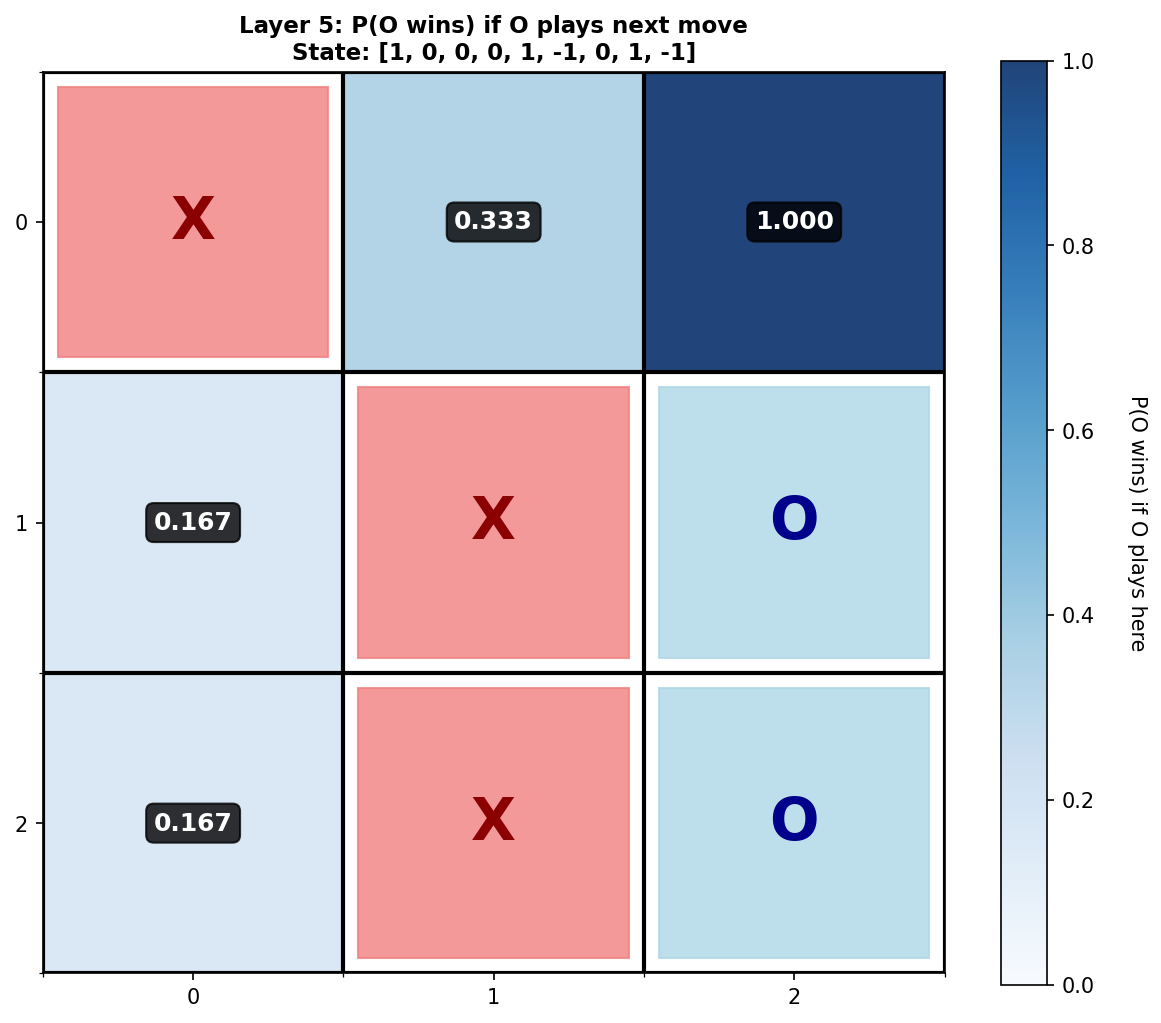 Layer 5: P(O wins) if O plays next move
State: [1, 0, 0, 0, 1, -1, 0, 1, -1]
0
X
0.333
1.000
1
0.167
X
O
2
0.167
X
O
0
1
2
1.0
0.8
0.6
0.4
0.2
0.0
P(O wins) if O plays here